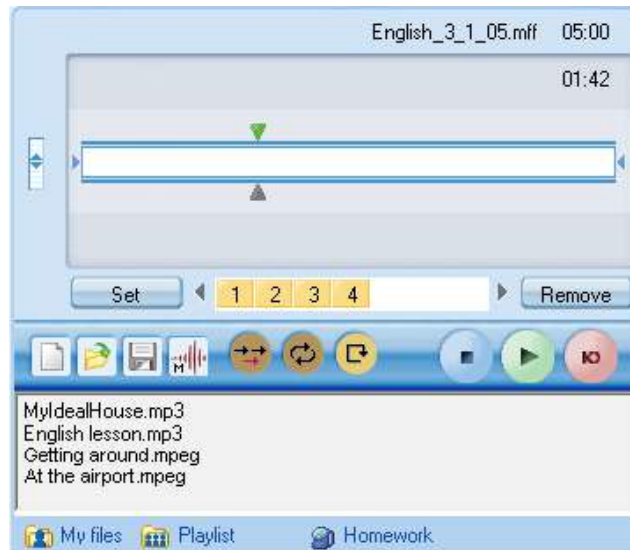 English_3_1_05.mff 05:00
01:42
Set 1 2 3 4 Remove
M
MyIdealHouse.mp3
English lesson.mp3
Getting around.mpeg
At the airport.mpeg
My files Playlist Homework